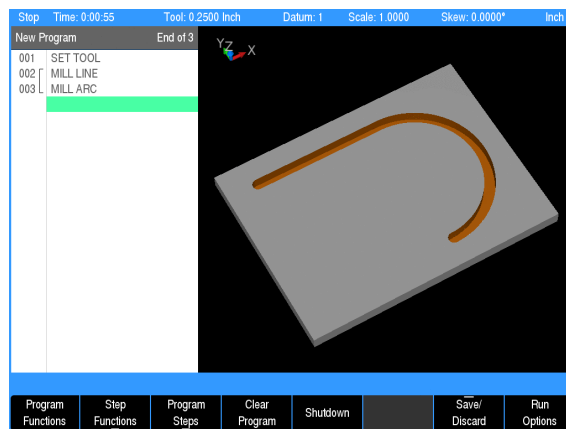 Stop Time: 0:00:55 Tool: 0.2500 Inch Datum: 1 Scale: 1.0000 Skew: 0.0000° Inch
New Program End of 3
001 SET TOOL
002 MILL LINE
003 MILL ARC
Y Z X
Program Functions
Step Functions
Program Steps
Clear Program
Shutdown
Save/ Discard
Run Options